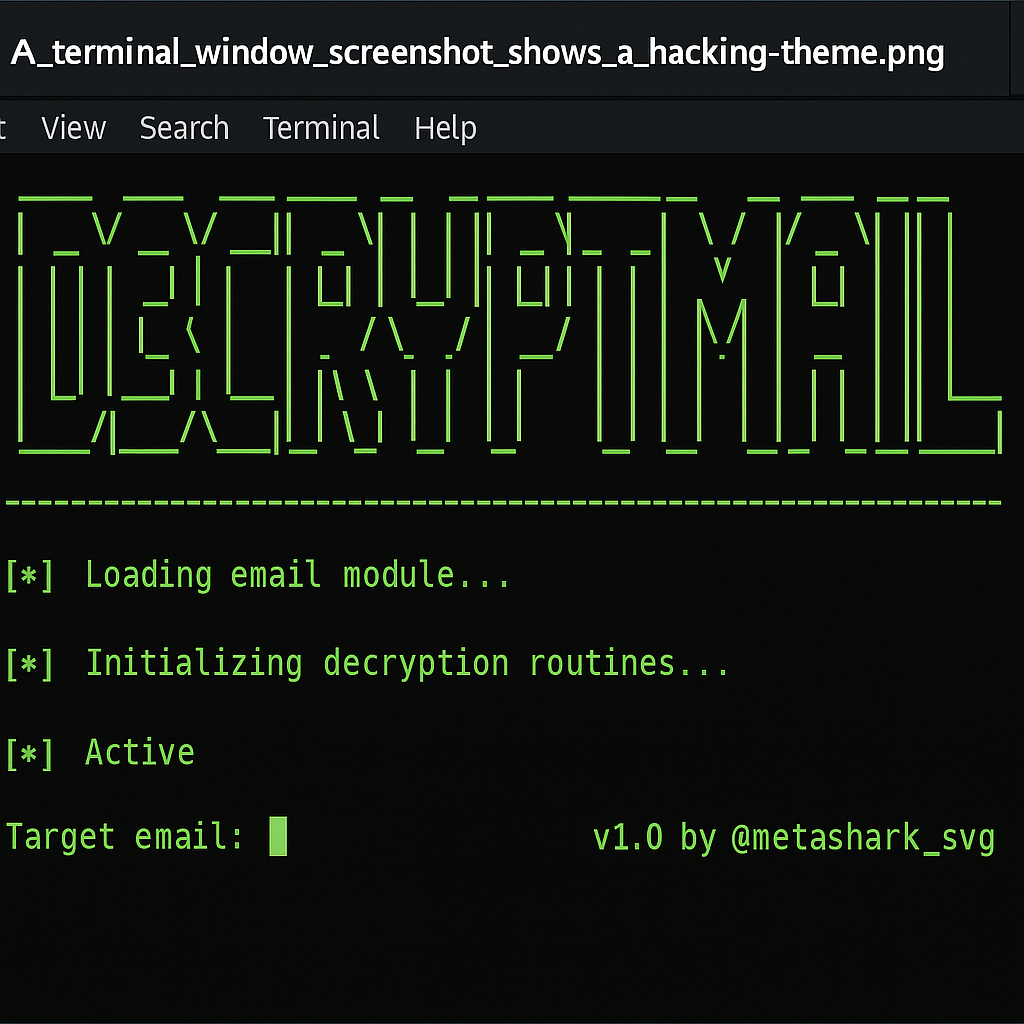 A_terminal_window_screenshot_shows_a_hacking-theme.png
t View Search Terminal Help
DECRYPTMAIL
[*] Loading email module...
[*] Initializing decryption routines...
[*] Active
Target email: v1.0 by @metashark_svg